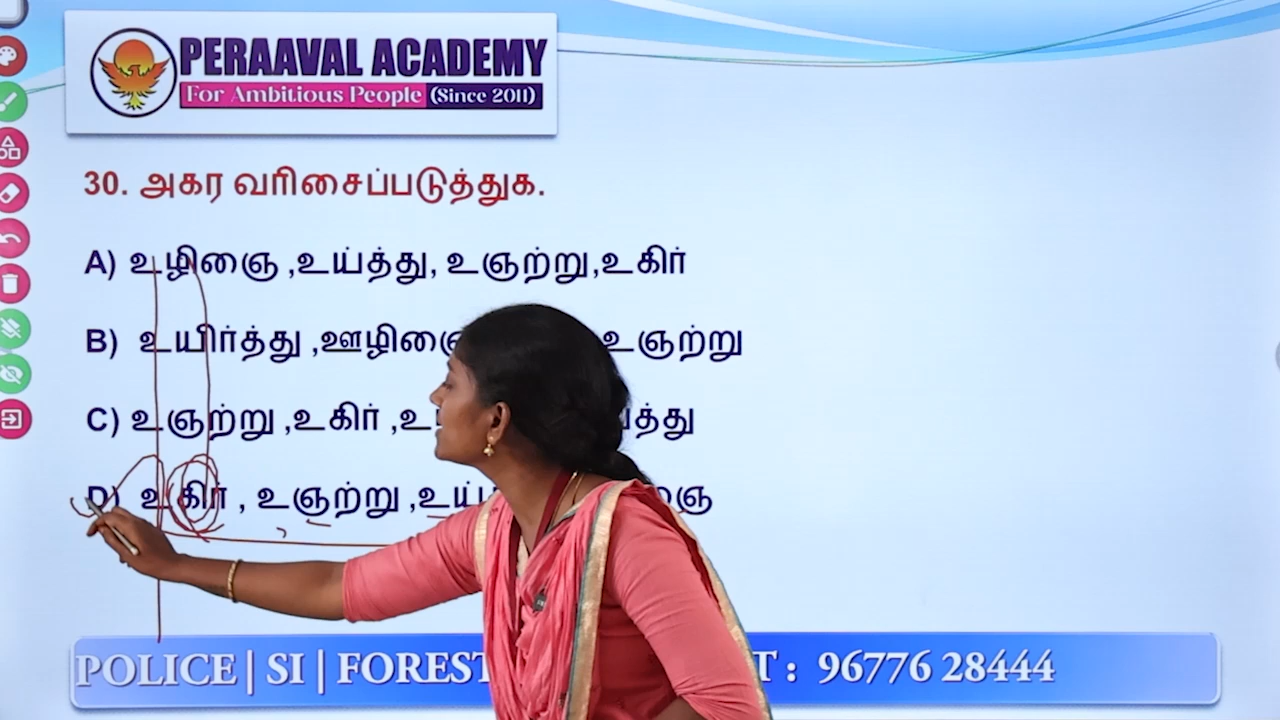 PERAAVAL ACADEMY
For Ambitious People (Since 2011)
30. அகர வரிசைப்படுத்துக.
A) உழிஞை ,உய்த்து, உஞற்று,உகிர்
B) உயிர்த்து ,ஊழிஞை உஞற்று
C) உஞற்று ,உகிர் ,
D) உகிர் , உஞற்று ,
POLICE | SI | FOREST : 96776 28444